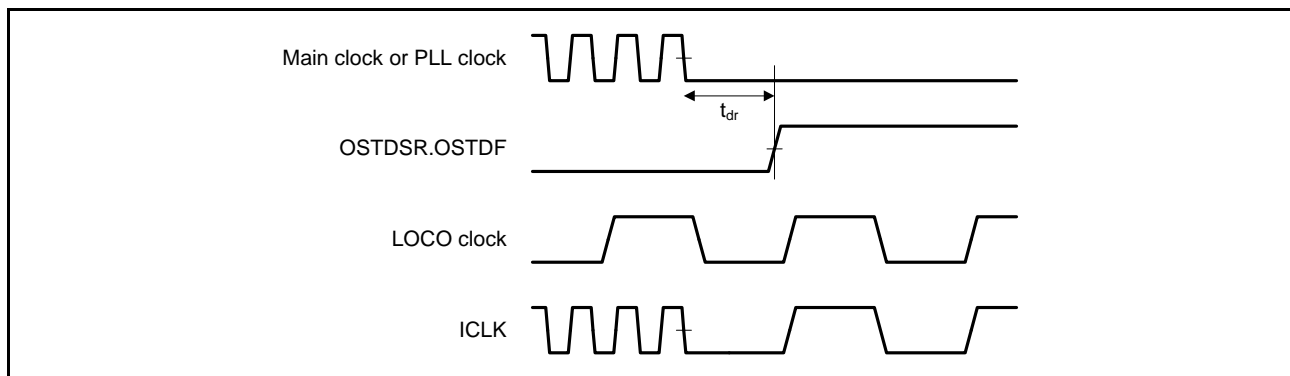 Main clock or PLL clock
tdr
OSTDSR.OSTDF
LOCO clock
ICLK